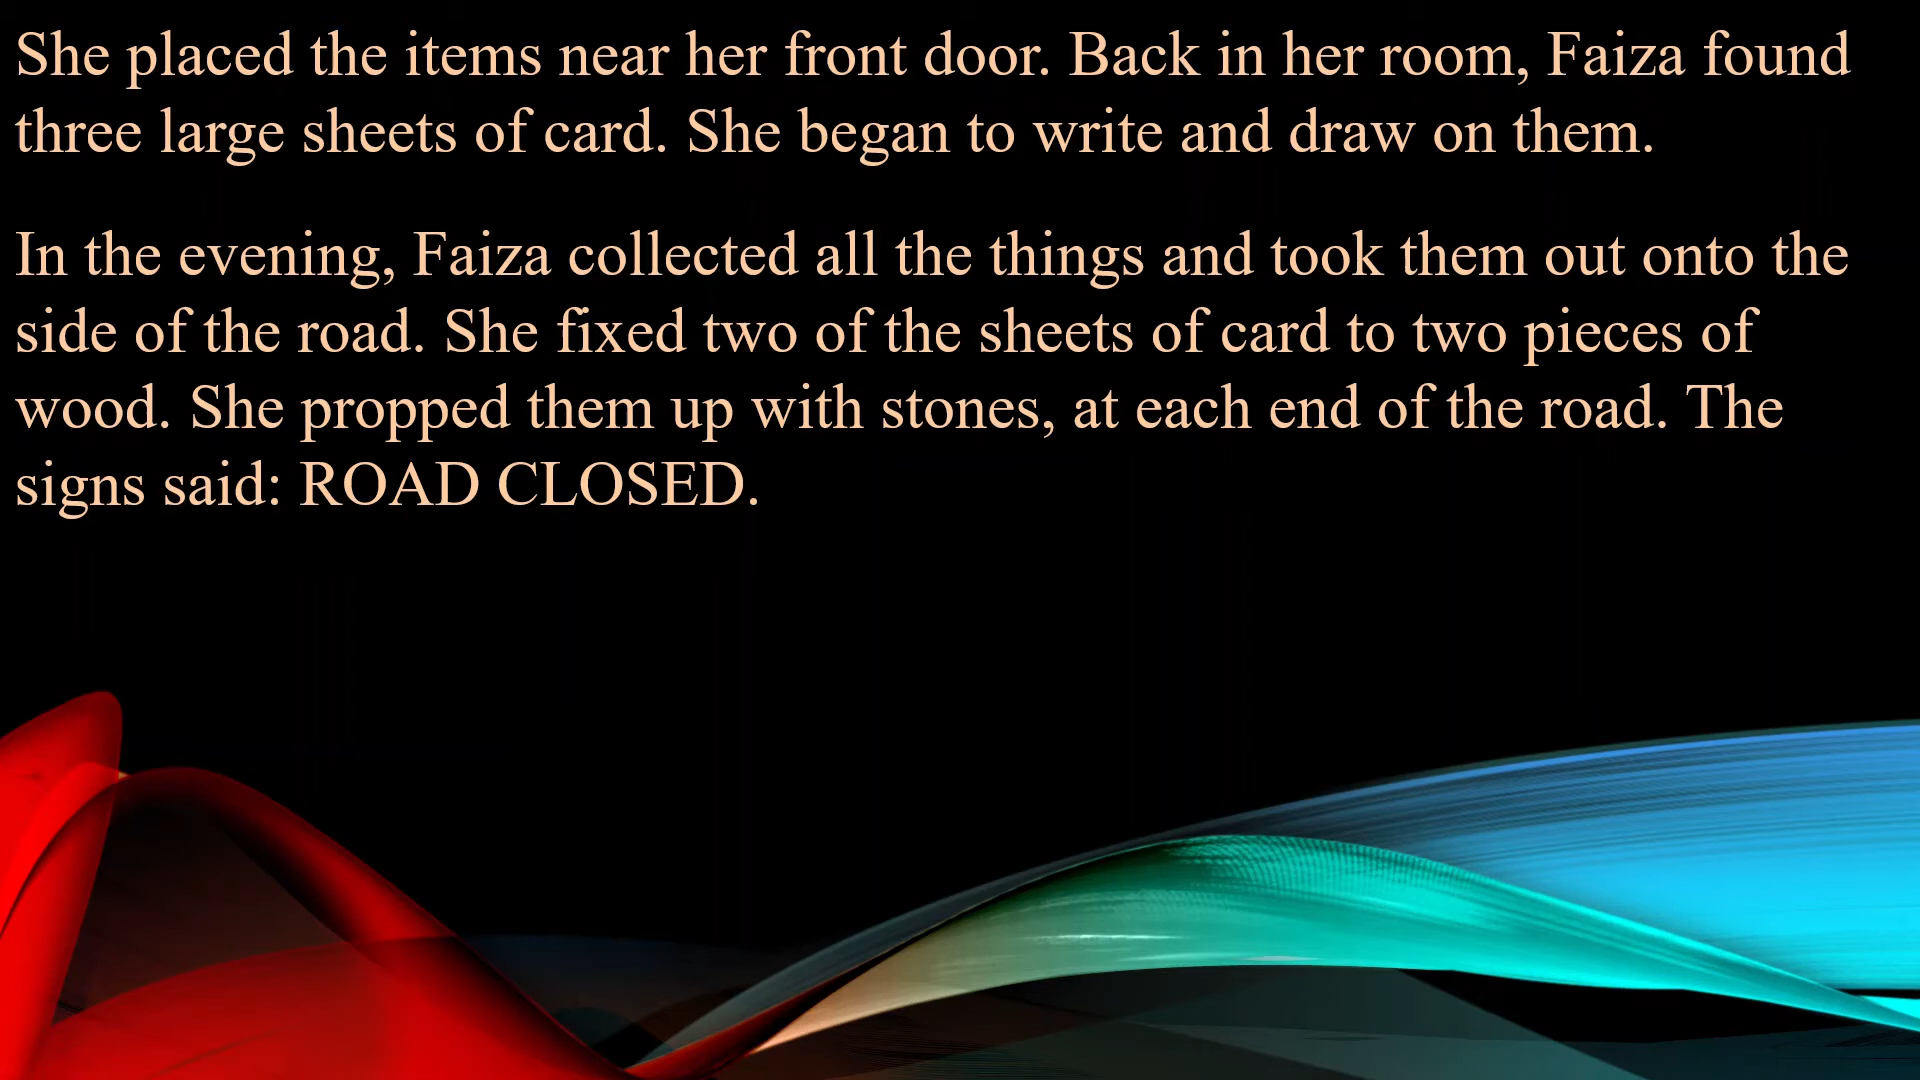 She placed the items near her front door. Back in her room, Faiza found
three large sheets of card. She began to write and draw on them.
In the evening, Faiza collected all the things and took them out onto the
side of the road. She fixed two of the sheets of card to two pieces of
wood. She propped them up with stones, at each end of the road. The
signs said: ROAD CLOSED.